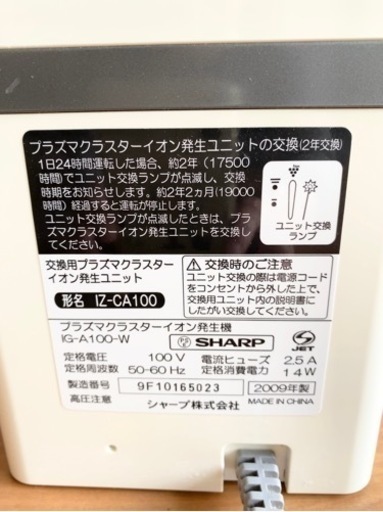 プラズマクラスターイオン発生ユニットの交換(2年交換)
1日24時間運転した場合、約2年(17500
時間)でユニット交換ランプが点滅し、交換
時期をお知らせします。約2年2ヵ月(19000
時間)経過すると運転が停止します。
ユニット交換ランプが点滅したときは、プラ
ズマクラスターイオン発生ユニットを交換し
てください。
ユニット交換
ランプ
交換用プラズマクラスター
イオン発生ユニット
形名 IZ-CA100
交換時のご注意
ユニット交換の際は電源コード
をコンセントから外した上で、
交換用ユニット内の説明書に
したがい交換してください。
プラズマクラスターイオン発生機
IG-A100-W
SHARP
JET
定格電圧 100V 電流ヒューズ 2.5A
定格周波数 50-60Hz 定格消費電力 14W
製造番号 9F10165023 2009年製
高圧注意 シャープ株式会社 MADE IN CHINA